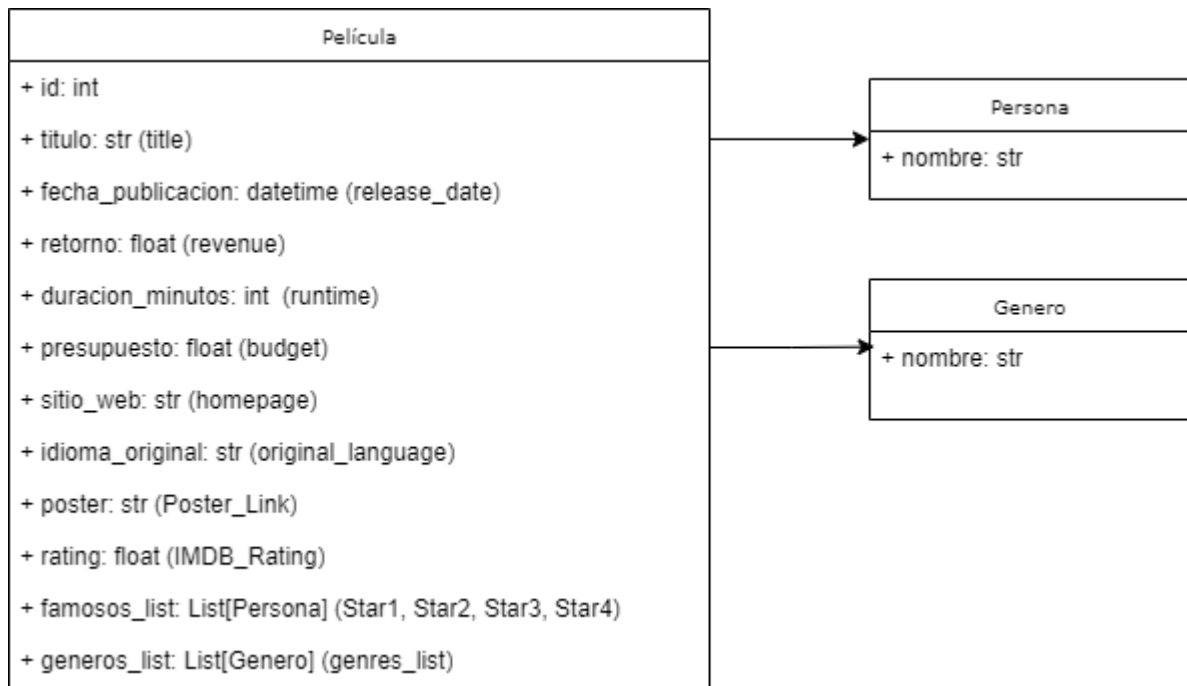 Película
+ id: int
+ titulo: str (title)
+ fecha_publicacion: datetime (release_date)
+ retorno: float (revenue)
+ duracion_minutos: int  (runtime)
+ presupuesto: float (budget)
+ sitio_web: str (homepage)
+ idioma_original: str (original_language)
+ poster: str (Poster_Link)
+ rating: float (IMDB_Rating)
+ famosos_list: List[Persona] (Star1, Star2, Star3, Star4)
+ generos_list: List[Genero] (genres_list)
Persona
+ nombre: str
Genero
+ nombre: str